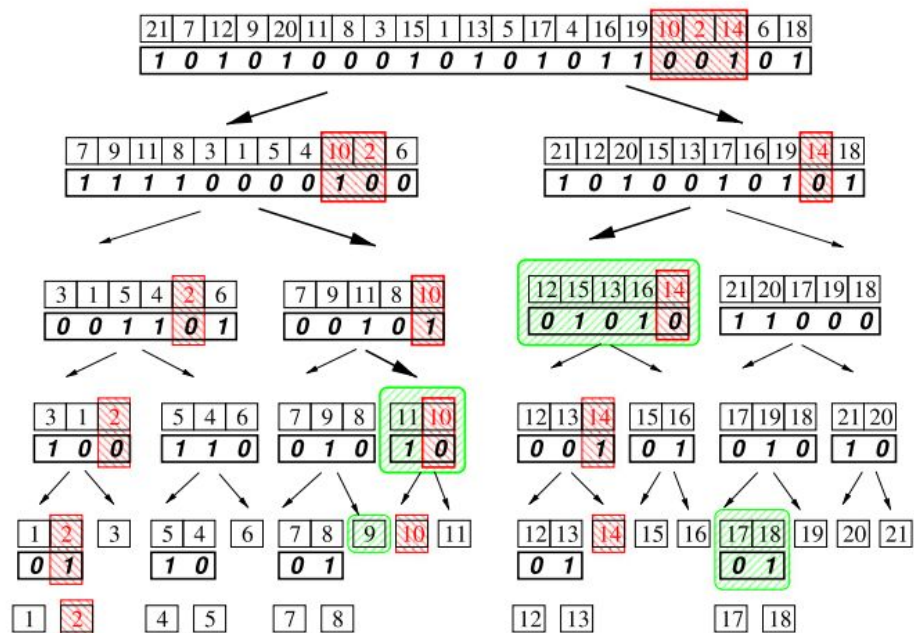 21 7 12 9 20 11 8 3 15 1 13 5 17 4 16 19 10 2 14 6 18
1 0 1 0 1 0 0 0 1 0 1 0 1 0 1 1 0 0 1 0 1
7 9 11 8 3 1 5 4 10 2 6 21 12 20 15 13 17 16 19 14 18
1 1 1 1 0 0 0 0 1 0 0 1 0 1 0 0 1 0 1 0 1
3 1 5 4 2 6 7 9 11 8 10 12 15 13 16 14 21 20 17 19 18
0 0 1 1 0 1 0 0 1 0 1 0 1 0 1 0 1 1 0 0 0
3 1 2 5 4 6 7 9 8 11 10 12 13 14 15 16 17 19 18 21 20
1 0 0 1 1 0 0 1 0 1 0 0 0 1 0 1 0 1 0 1 0
1 2 3 5 4 6 7 8 9 10 11 12 13 14 15 16 17 18 19 20 21
0 1 1 0 0 1 0 1 0 1
1 2 4 5 7 8 12 13 17 18